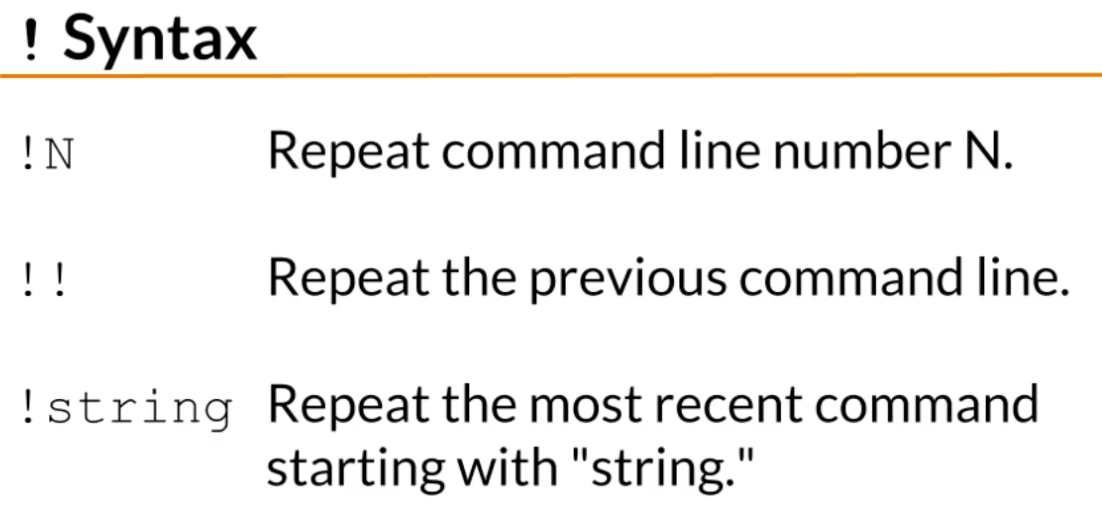 ! Syntax
!N Repeat command line number N.
!! Repeat the previous command line.
!string Repeat the most recent command
starting with "string."